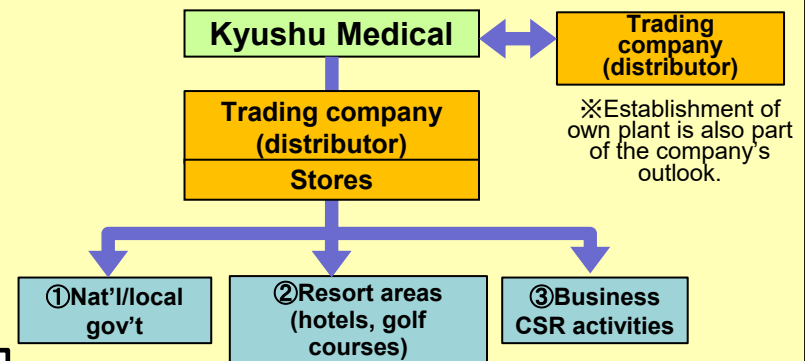 Kyushu Medical
Trading
company
(distributor)
※Establishment of
own plant is also part
of the company's
outlook.
Trading company
(distributor)
Stores
①Nat'l/local
gov't
②Resort areas
(hotels, golf
courses)
③Business
CSR activities